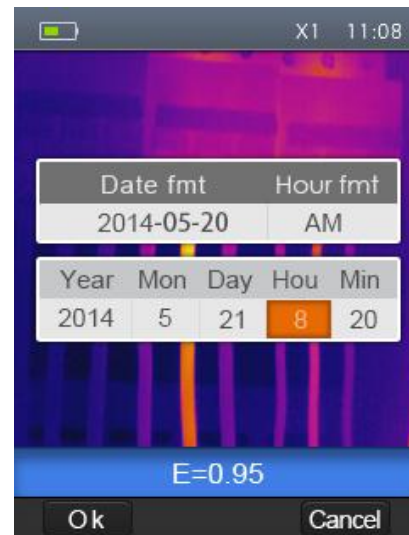 X1 11:08
Date fmt Hour fmt
2014-05-20 AM
Year Mon Day Hou Min
2014 5 21 8 20
E=0.95
Ok Cancel